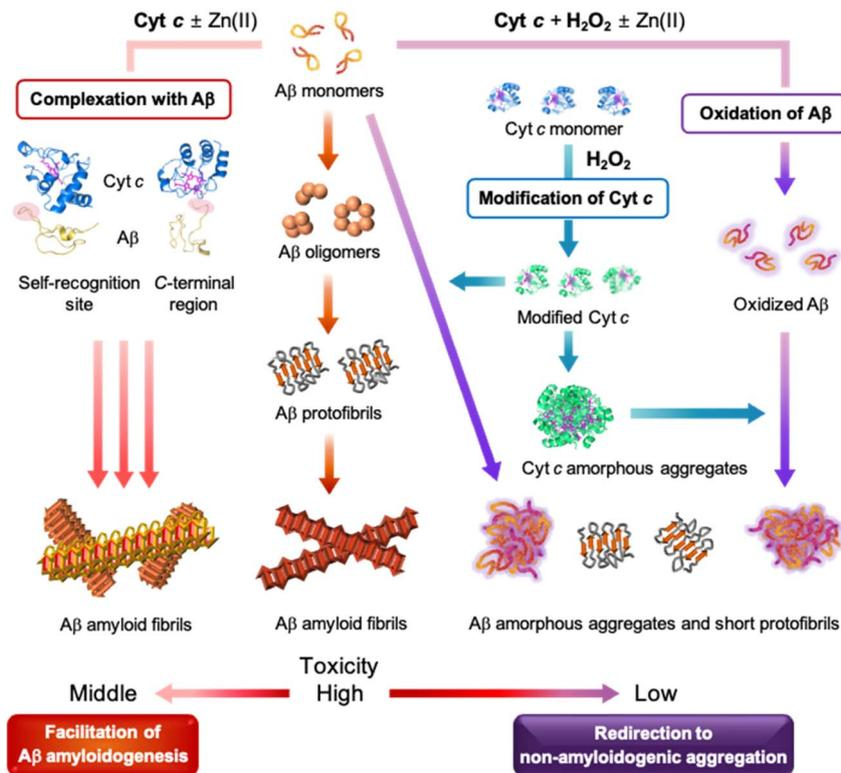 Cyt c ± Zn(II)
Cyt c + H₂O₂ ± Zn(II)
Complexation with Aβ
Aβ monomers
Cyt c monomer
Oxidation of Aβ
H₂O₂
Cyt c
Modification of Cyt c
Aβ
Aβ oligomers
Self-recognition
site
C-terminal
region
Modified Cyt c
Oxidized Aβ
Aβ protofibrils
Cyt c amorphous aggregates
Aβ amyloid fibrils
Aβ amyloid fibrils
Aβ amorphous aggregates and short protofibrils
Toxicity
Middle
High
Low
Facilitation of
Aβ amyloidogenesis
Redirection to
non-amyloidogenic aggregation